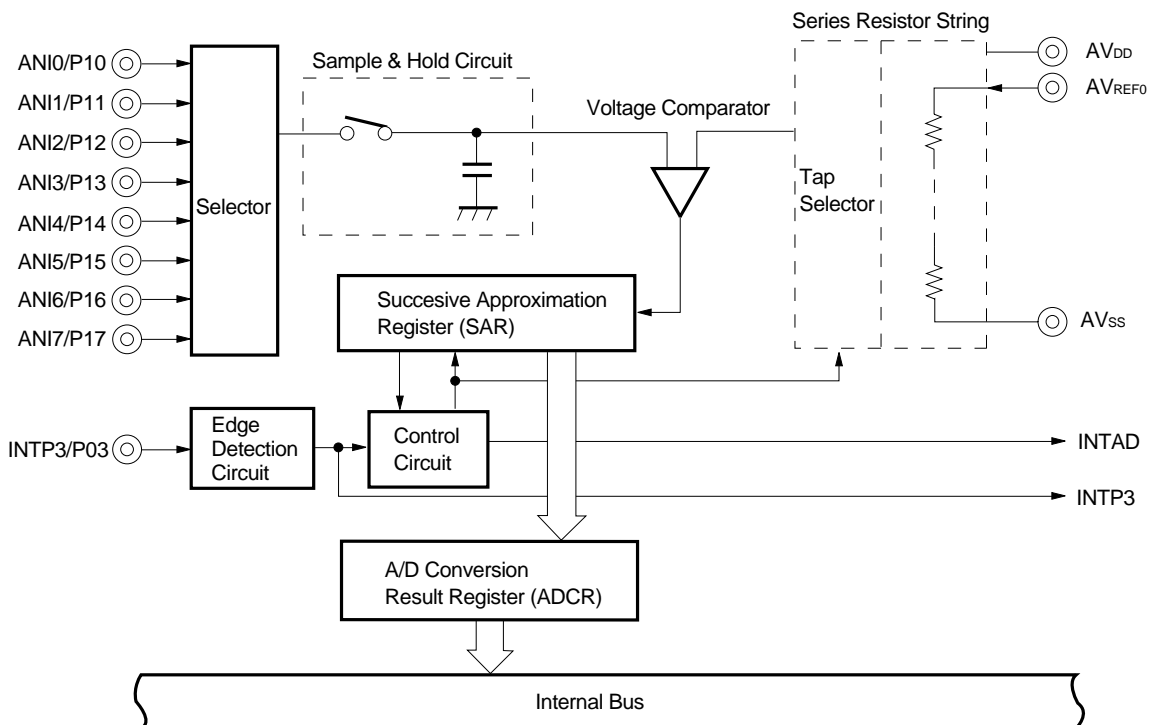 Series Resistor String
ANI0/P10
ANI1/P11
ANI2/P12
ANI3/P13
ANI4/P14
ANI5/P15
ANI6/P16
ANI7/P17
Selector
Sample & Hold Circuit
Voltage Comparator
Tap
Selector
AVDD
AVREF0
AVSS
Succesive Approximation
Register (SAR)
INTP3/P03
Edge
Detection
Circuit
Control
Circuit
INTAD
INTP3
A/D Conversion
Result Register (ADCR)
Internal Bus